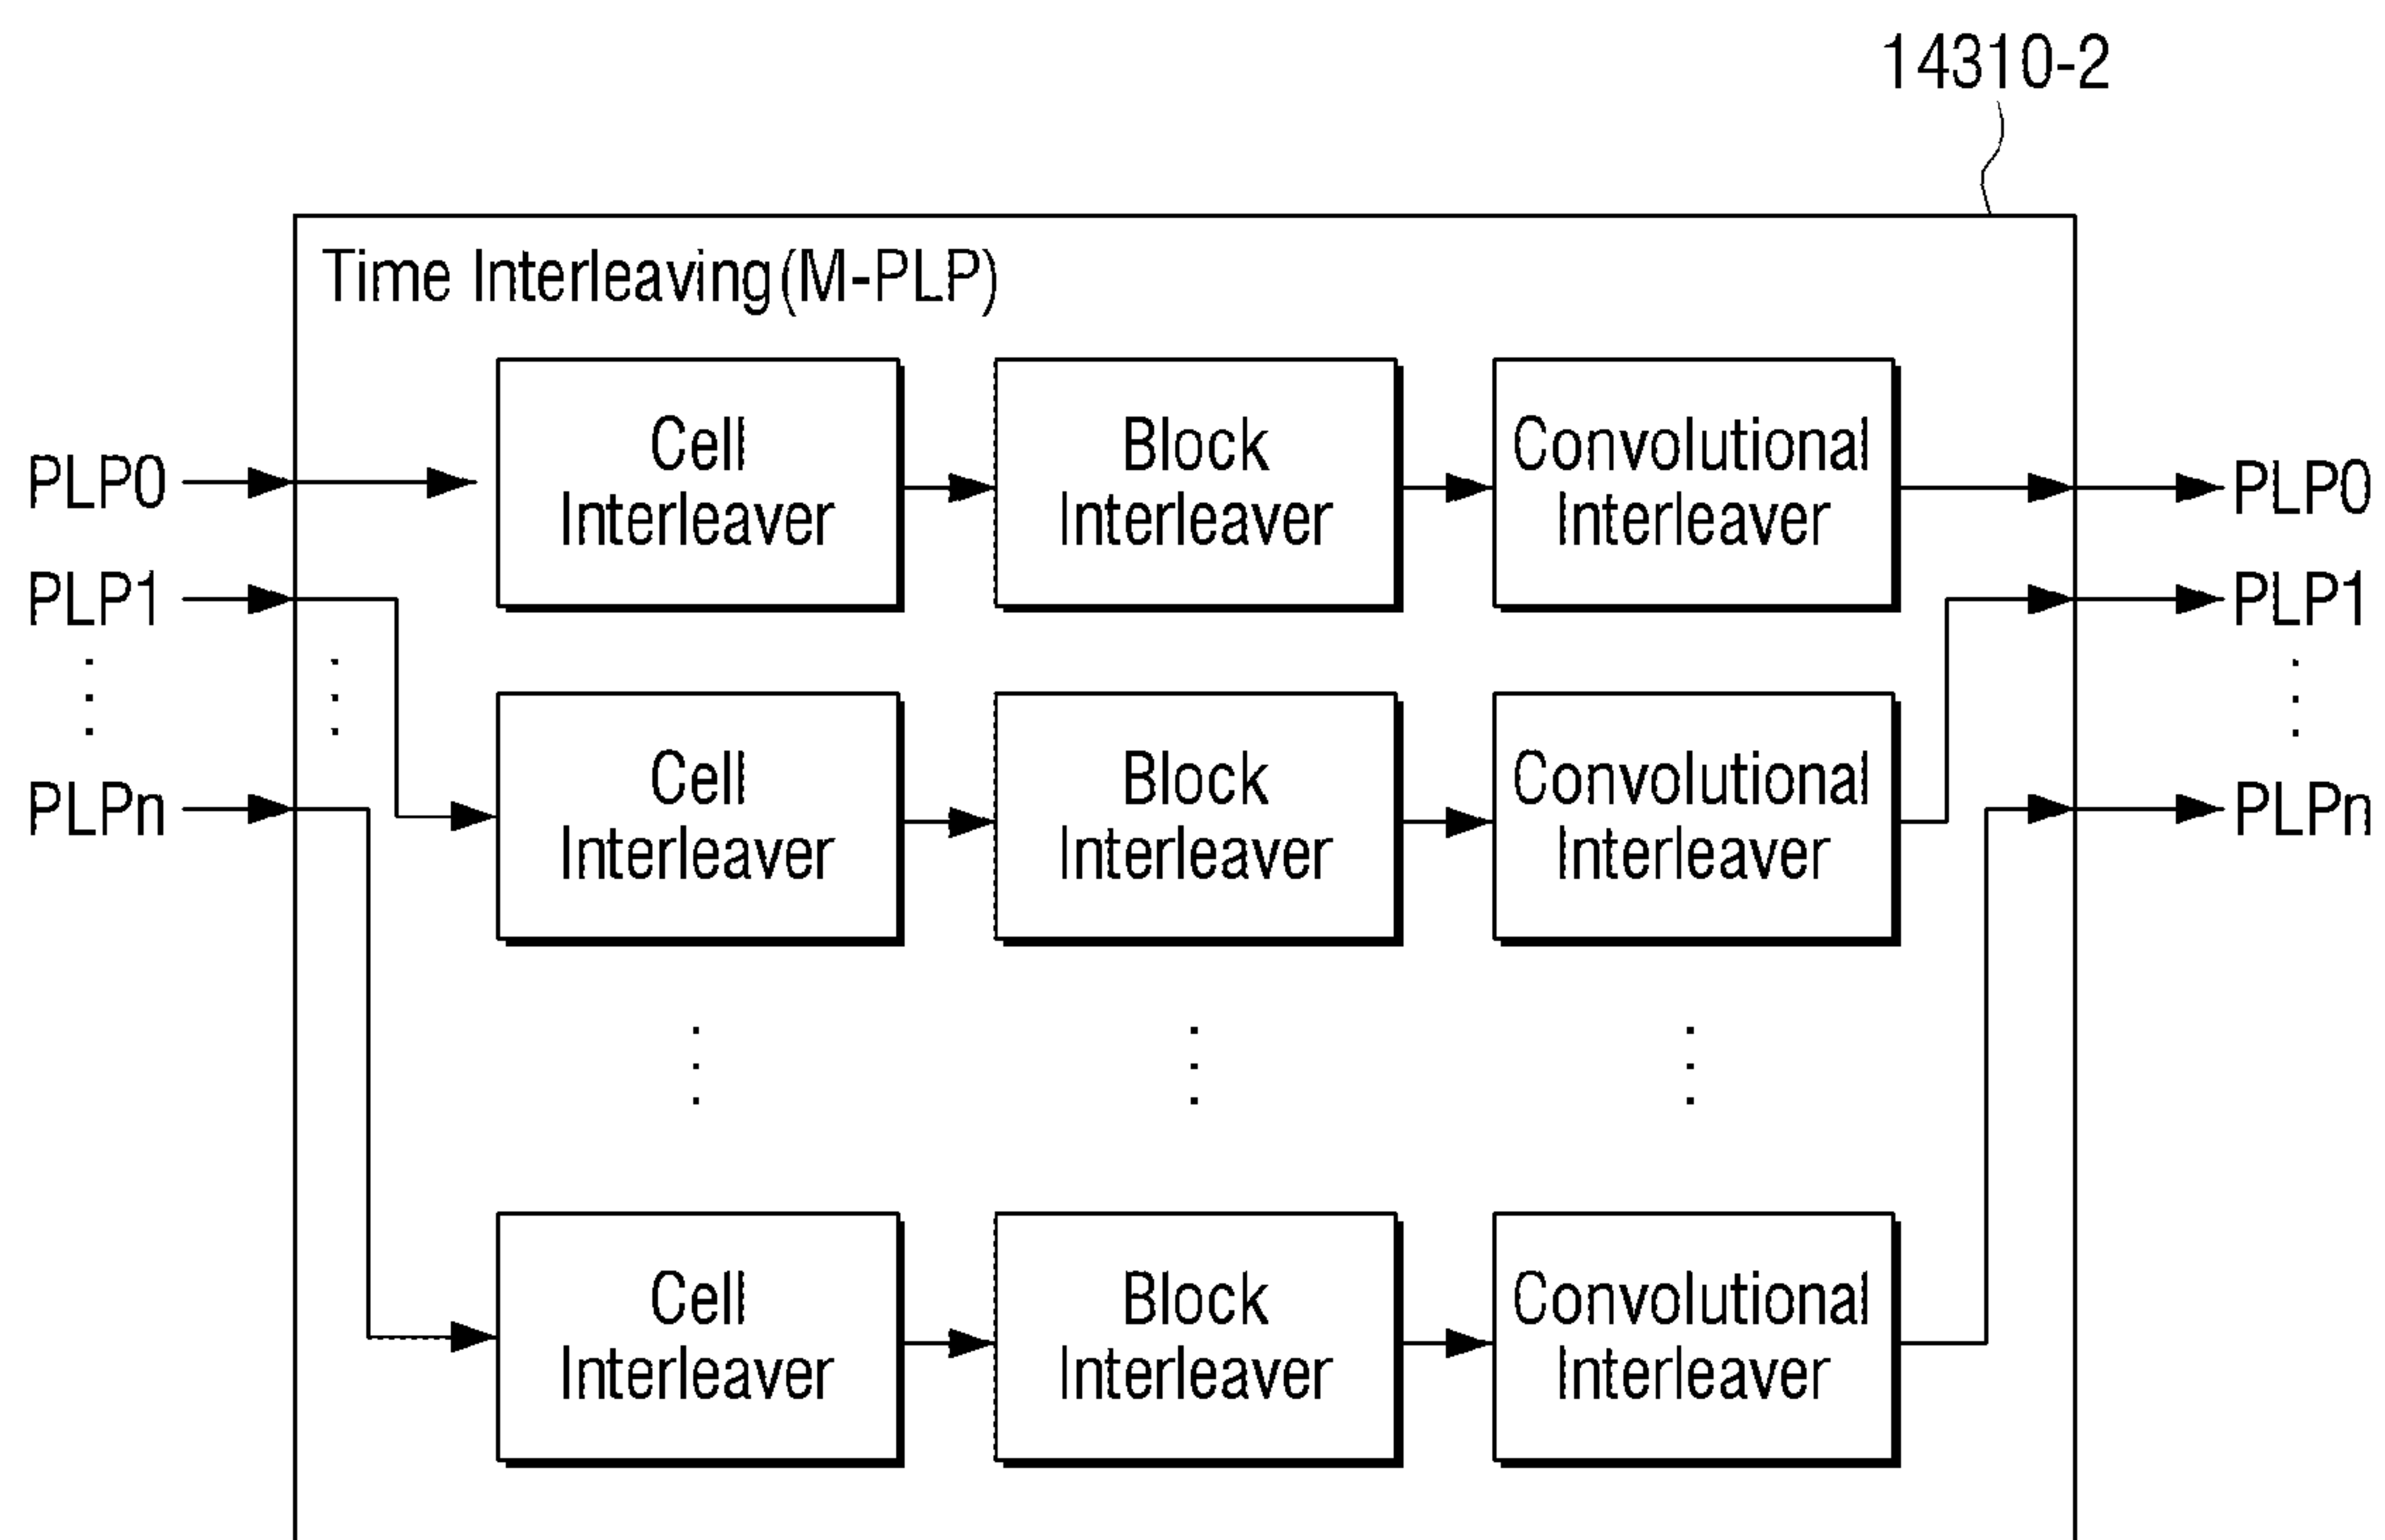 14310-2
Time Interleaving(M-PLP)
Cell
Interleaver
Block
Interleaver
Convolutional
Interleaver
PLP0
PLP0
PLP1
PLP1
Cell
Interleaver
Block
Interleaver
Convolutional
Interleaver
PLPn
PLPn
Cell
Interleaver
Block
Interleaver
Convolutional
Interleaver